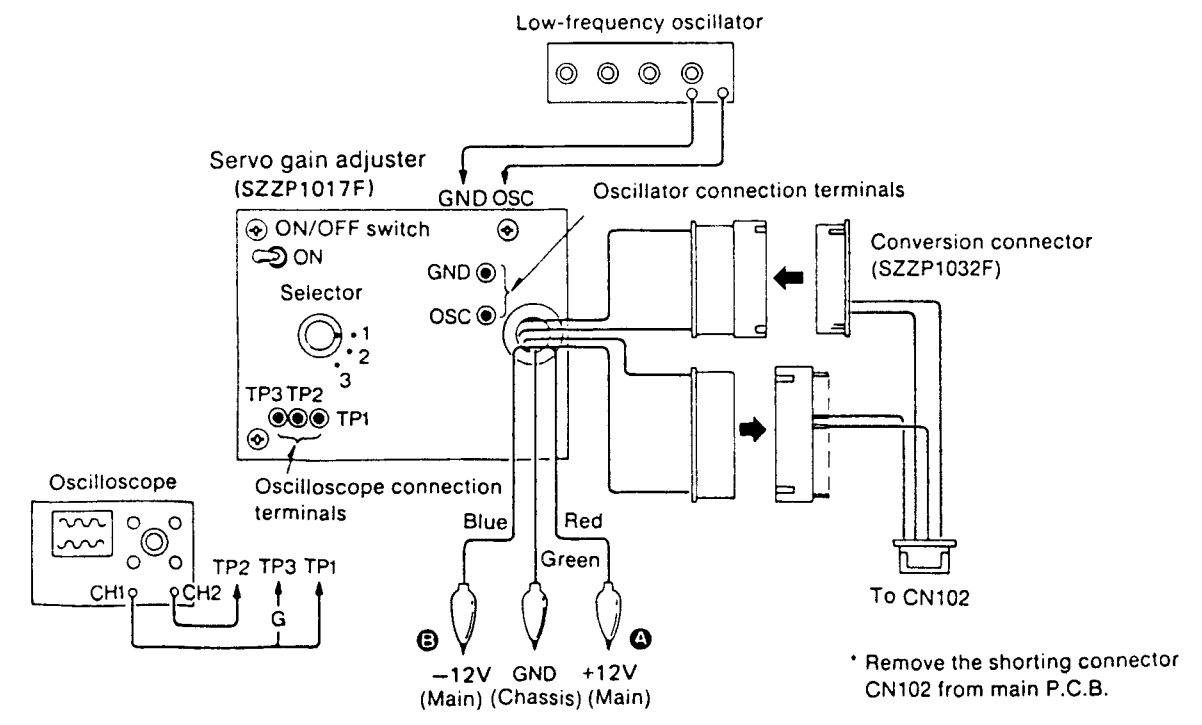 Low-frequency oscillator
Servo gain adjuster
(SZZP1017F)
GND OSC
Oscillator connection terminals
ON/OFF switch
ON
GND
OSC
Selector
1
2
3
TP3 TP2
TP1
Conversion connector
(SZZP1032F)
Oscilloscope
Oscilloscope connection
terminals
CH1
CH2
TP2 TP3 TP1
G
Blue
Red
Green
B
A
−12V GND +12V
(Main) (Chassis) (Main)
To CN102
* Remove the shorting connector
CN102 from main P.C.B.